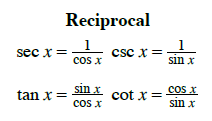 Reciprocal
sec x = 1/cos x csc x = 1/sin x
tan x = sin x/cos x cot x = cos x/sin x